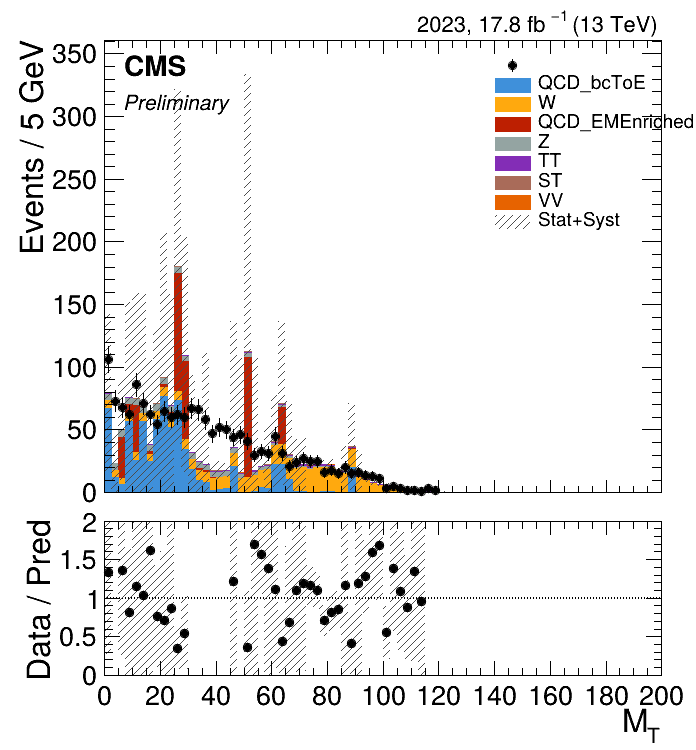 2023, 17.8 fb⁻¹ (13 TeV)
CMS
Preliminary
QCD_bcToE
W
QCD_EMEnriched
Z
TT
ST
VV
Stat+Syst
Events / 5 GeV
350
300
250
200
150
100
50
0
Data / Pred
2
1.5
1
0.5
0
0 20 40 60 80 100 120 140 160 180 200
M_T